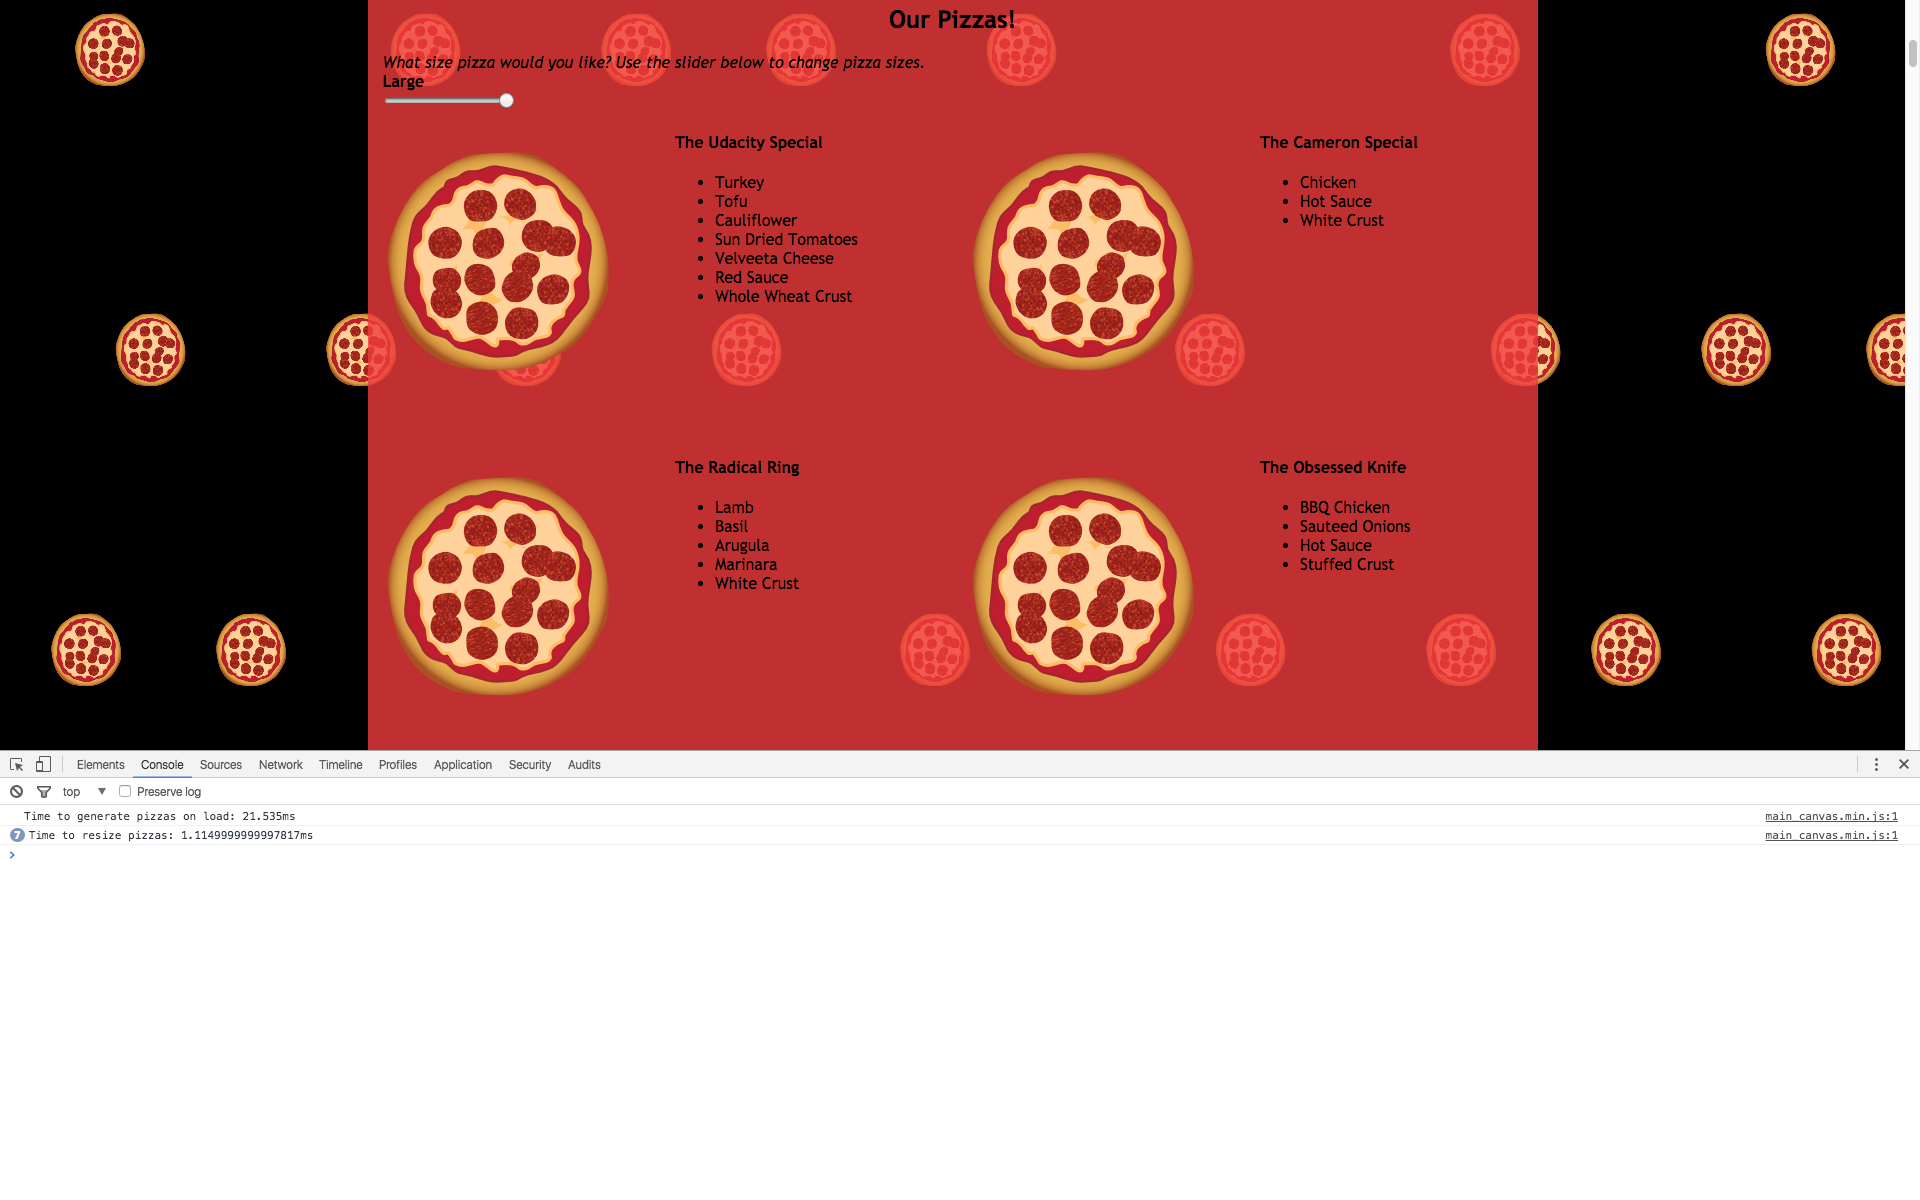 Our Pizzas!
What size pizza would you like? Use the slider below to change pizza sizes.
Large
The Udacity Special
Turkey
Tofu
Cauliflower
Sun Dried Tomatoes
Velveeta Cheese
Red Sauce
Whole Wheat Crust
The Cameron Special
Chicken
Hot Sauce
White Crust
The Radical Ring
Lamb
Basil
Arugula
Marinara
White Crust
The Obsessed Knife
BBQ Chicken
Sauteed Onions
Hot Sauce
Stuffed Crust
Elements Console Sources Network Timeline Profiles Application Security Audits
top Preserve log
Time to generate pizzas on load: 21.535ms main_canvas.min.js:1
7 Time to resize pizzas: 1.1149999999997817ms main_canvas.min.js:1